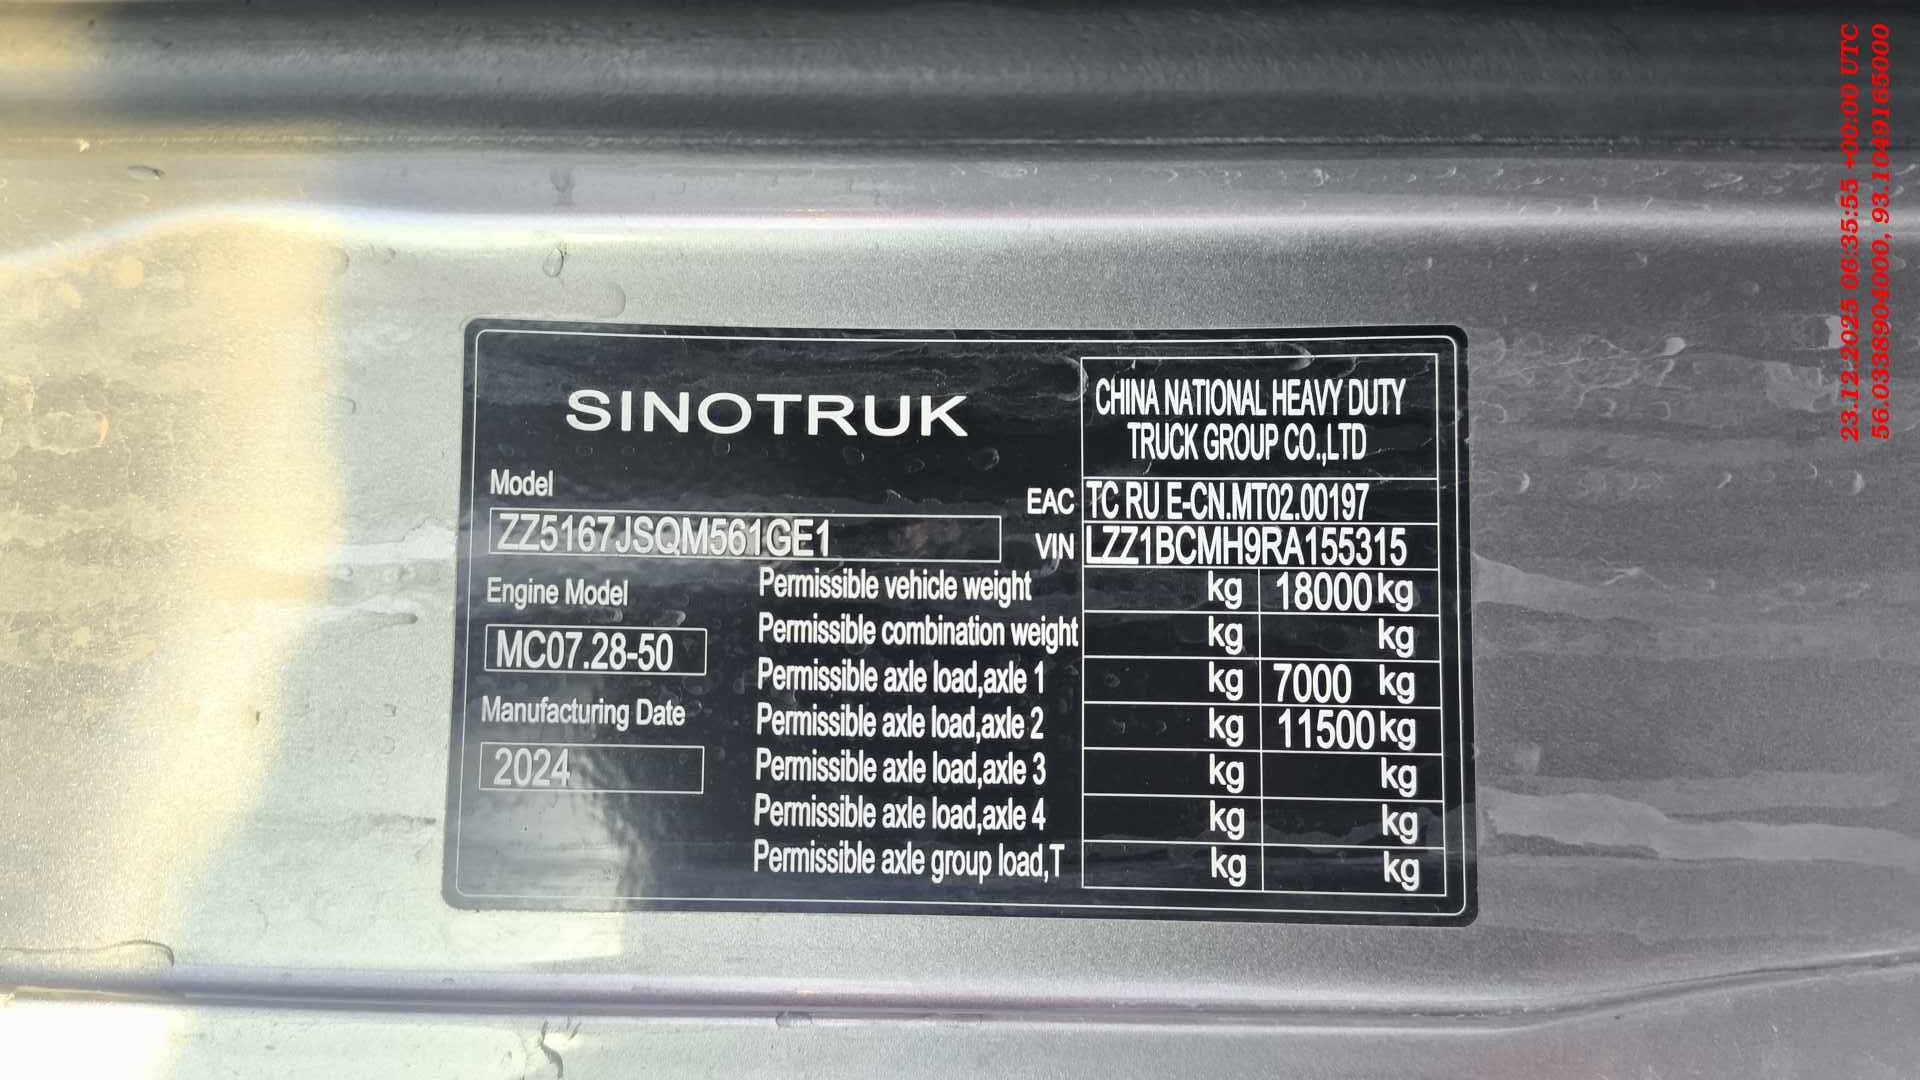 SINOTRUK
CHINA NATIONAL HEAVY DUTY
TRUCK GROUP CO.,LTD
Model
ZZ5167JSQM561GE1
EAC TC RU E-CN.MT02.00197
VIN LZZ1BCMH9RA155315
Engine Model
MC07.28-50
Manufacturing Date
2024
Permissible vehicle weight kg 18000kg
Permissible combination weight kg kg
Permissible axle load,axle 1 kg 7000 kg
Permissible axle load,axle 2 kg 11500kg
Permissible axle load,axle 3 kg kg
Permissible axle load,axle 4 kg kg
Permissible axle group load,T kg kg
23.12.2025 06:35:55 +00:00 UTC
56.0338904000, 93.1049165000